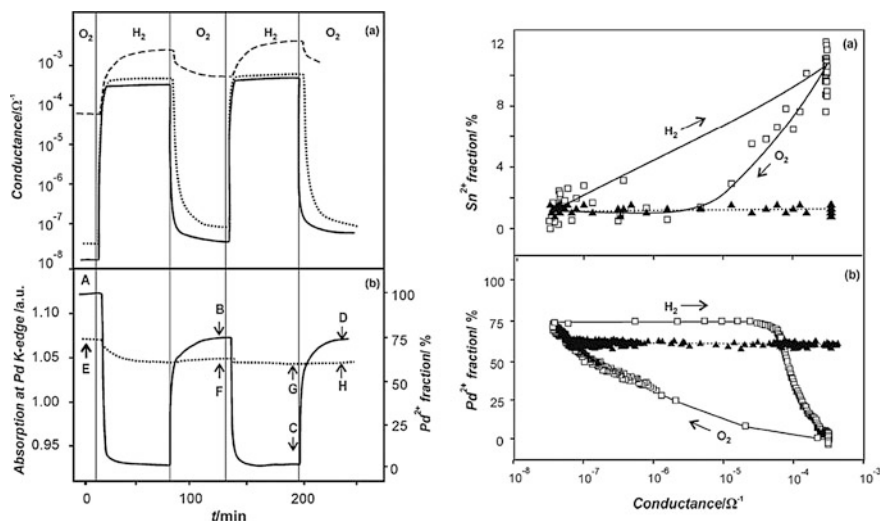 O₂ H₂ O₂ H₂ O₂ (a)
10⁻³
10⁻⁴
10⁻⁵
10⁻⁶
10⁻⁷
10⁻⁸
Conductance/Ω⁻¹
A B D (b)
1.10
1.05
1.00
0.95
E F G H
C
100
75
50
25
0
Absorption at Pd K-edge /a.u.
Pd²⁺ fraction/ %
0 100 200
t/min
(a)
12
10
8
6
4
2
0
Sn²⁺ fraction/ %
H₂
O₂
(b)
100
75
50
25
0
Pd²⁺ fraction/ %
H₂
O₂
10⁻⁸ 10⁻⁷ 10⁻⁶ 10⁻⁵ 10⁻⁴ 10⁻³
Conductance/Ω⁻¹